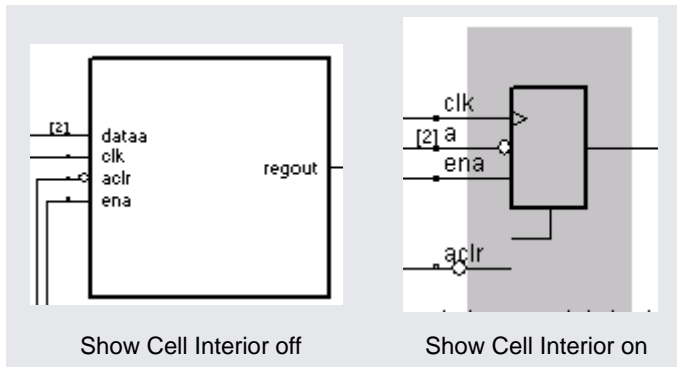 [2]
dataa
clk
aclr
ena
regout
clk
[2] a
ena
aclr
Show Cell Interior off
Show Cell Interior on